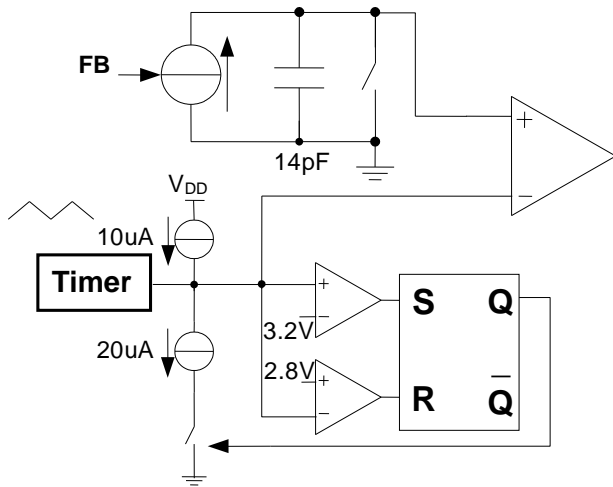 FB
14pF
+
−
VDD
10uA
Timer
20uA
+
−
3.2V
2.8V
+
−
S
Q
R
Q̅